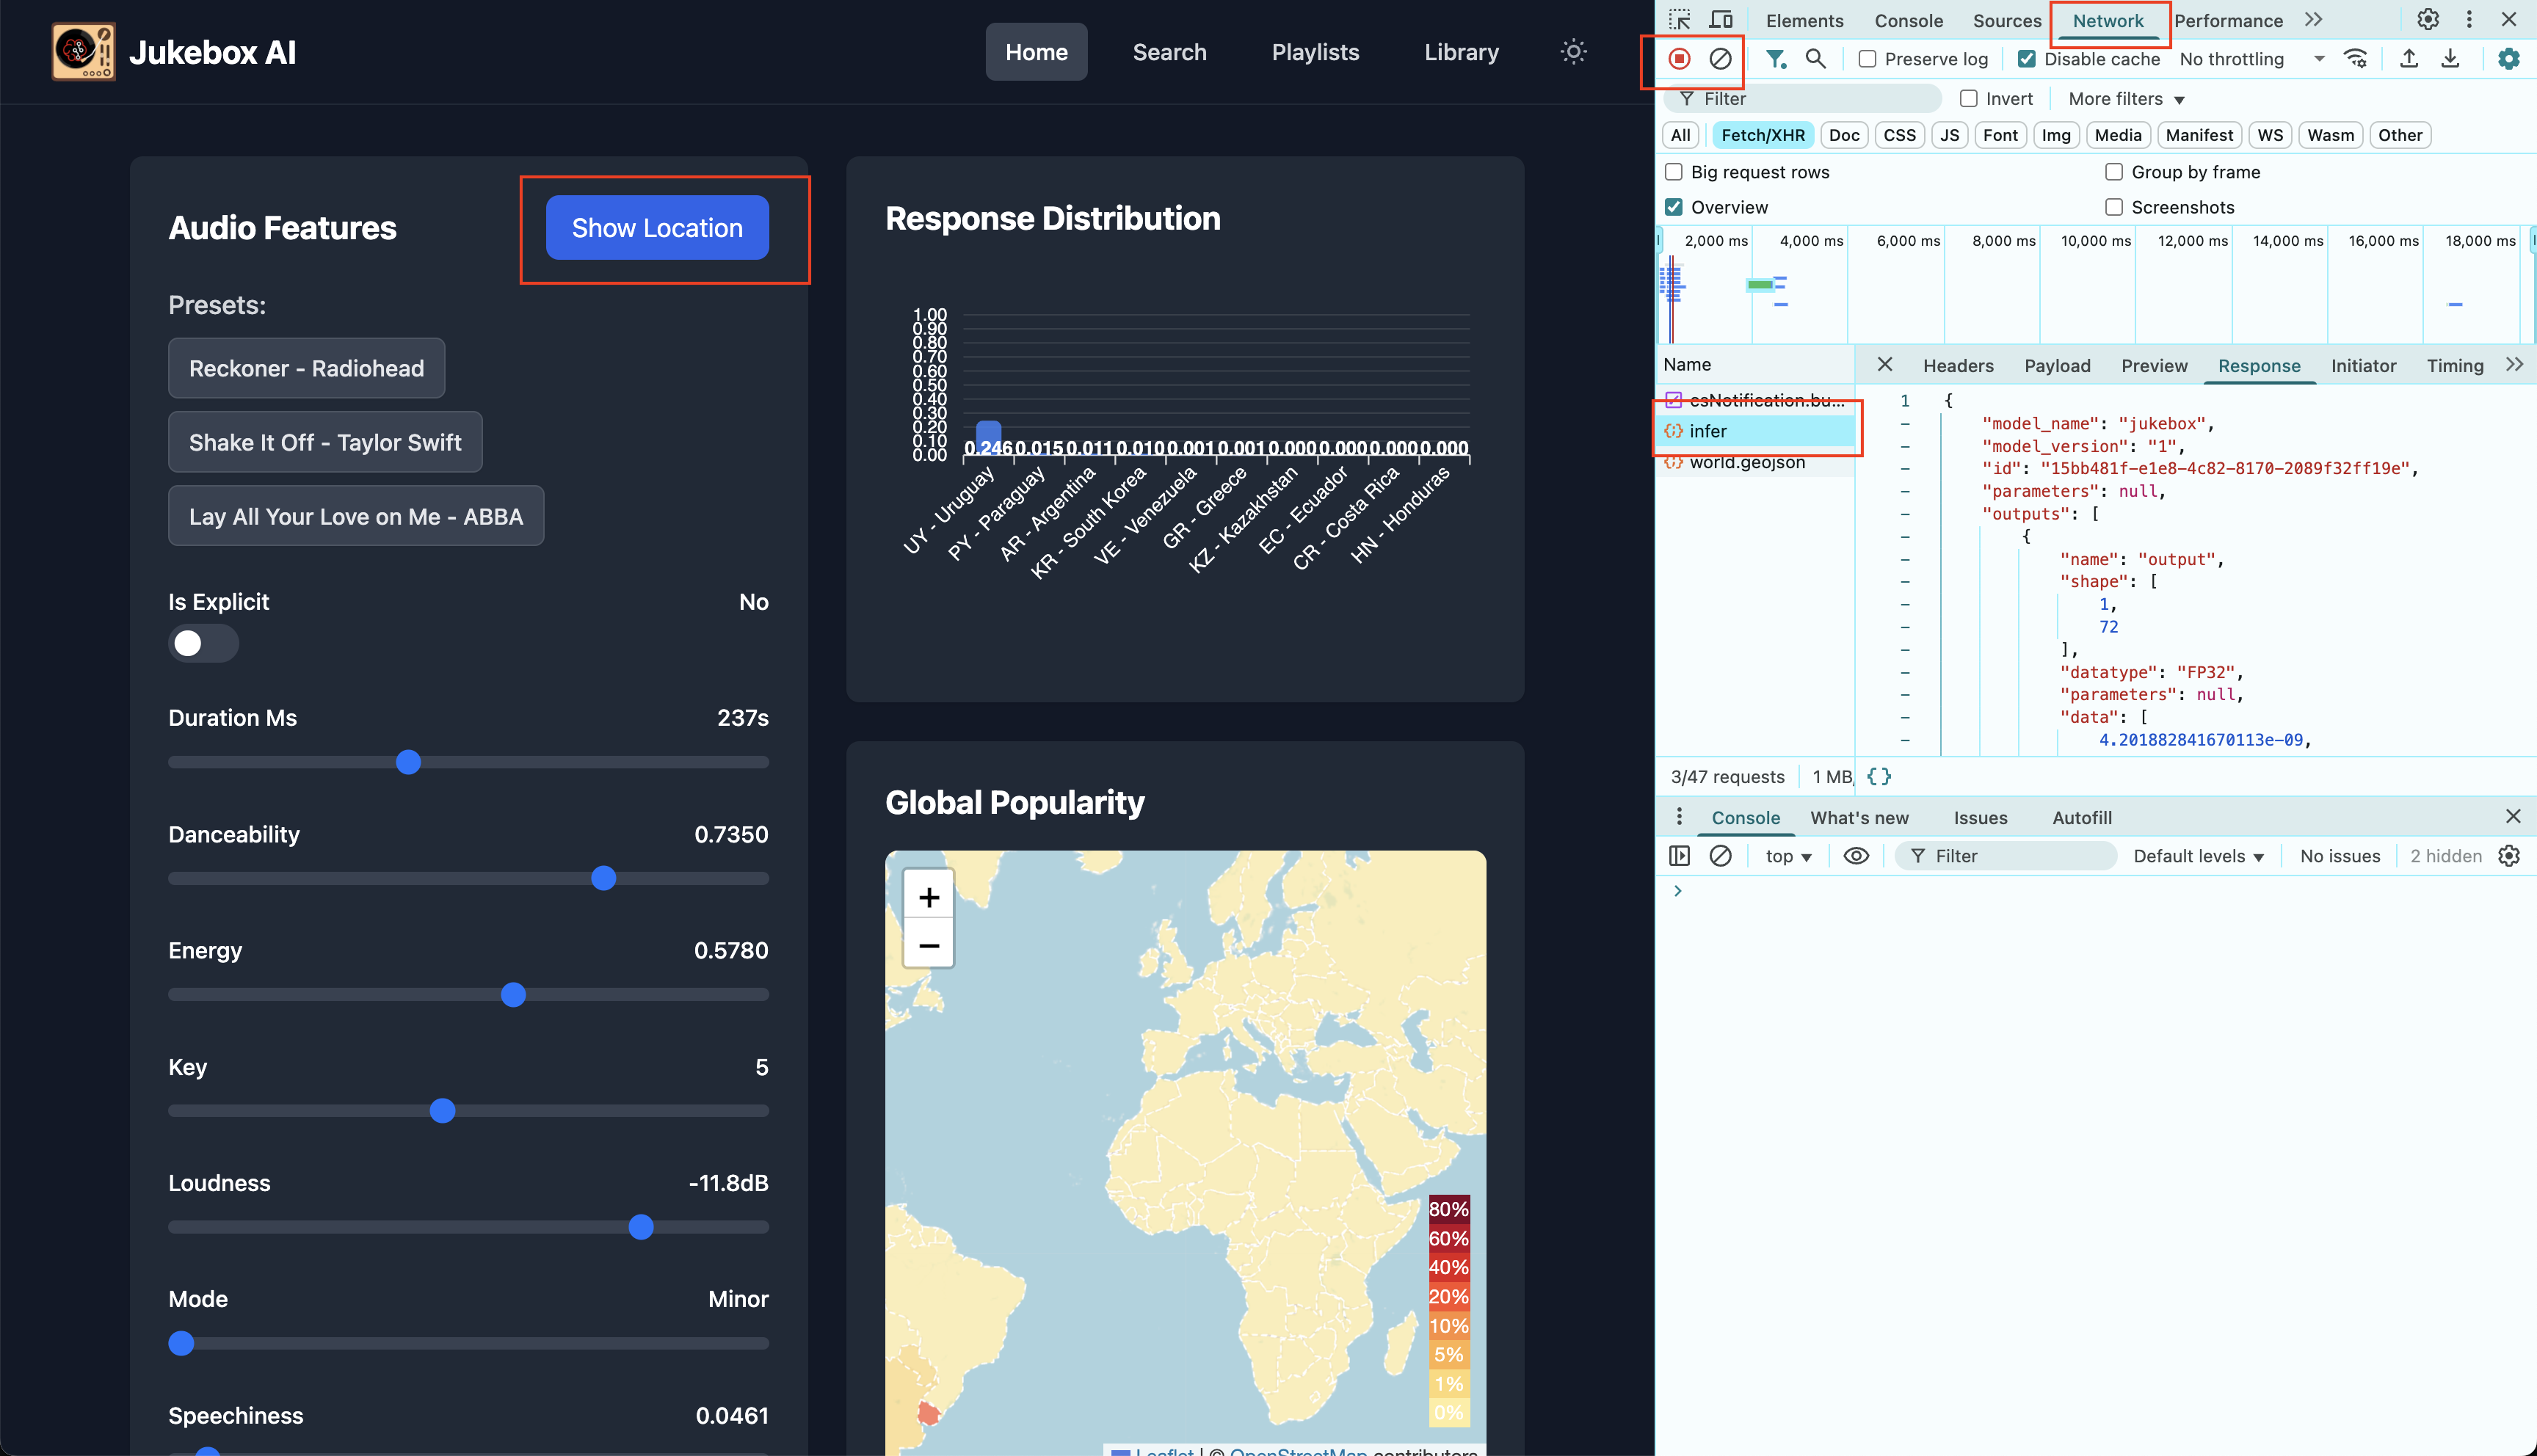 Jukebox AI
Home Search Playlists Library
Audio Features
Show Location
Presets:
Reckoner - Radiohead
Shake It Off - Taylor Swift
Lay All Your Love on Me - ABBA
Is Explicit No
Duration Ms 237s
Danceability 0.7350
Energy 0.5780
Key 5
Loudness -11.8dB
Mode Minor
Speechiness 0.0461
Response Distribution
1.00
0.90
0.80
0.70
0.60
0.50
0.40
0.30
0.20
0.10
0.00
0.246 0.015 0.011 0.010 0.001 0.001 0.000 0.000 0.000 0.000
UY - Uruguay
PY - Paraguay
AR - Argentina
KR - South Korea
VE - Venezuela
GR - Greece
KZ - Kazakhstan
EC - Ecuador
CR - Costa Rica
HN - Honduras
Global Popularity
+
−
80%
60%
40%
20%
10%
5%
1%
0%
Leaflet | © OpenStreetMap contributors
Elements Console Sources Network Performance
Preserve log Disable cache No throttling
Filter Invert More filters
All Fetch/XHR Doc CSS JS Font Img Media Manifest WS Wasm Other
Big request rows Group by frame
Overview Screenshots
2,000 ms 4,000 ms 6,000 ms 8,000 ms 10,000 ms 12,000 ms 14,000 ms 16,000 ms 18,000 ms
Name
csNotification.bu...
infer
world.geojson
Headers Payload Preview Response Initiator Timing
1 {
"model_name": "jukebox",
"model_version": "1",
"id": "15bb481f-e1e8-4c82-8170-2089f32ff19e",
"parameters": null,
"outputs": [
{
"name": "output",
"shape": [
1,
72
],
"datatype": "FP32",
"parameters": null,
"data": [
4.201882841670113e-09,
3/47 requests 1 MB {}
Console What's new Issues Autofill
top Filter Default levels No issues 2 hidden